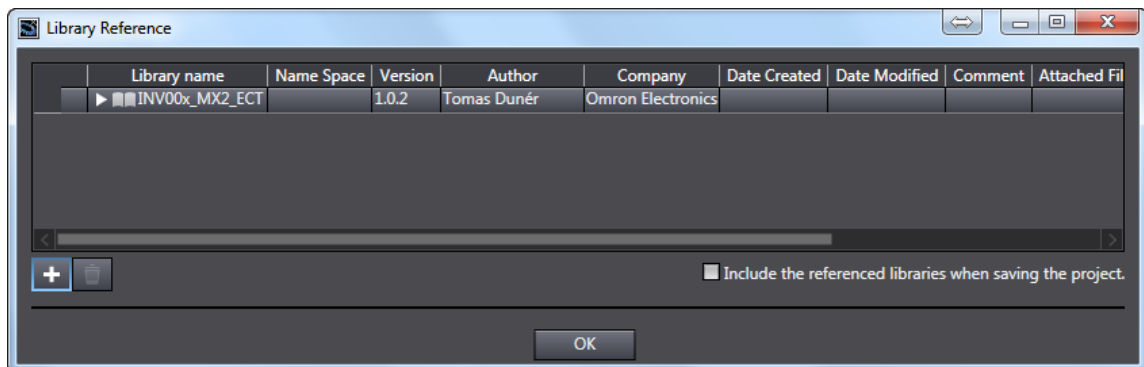 Library Reference
Library name Name Space Version Author Company Date Created Date Modified Comment Attached Fil
INV00x_MX2_ECT 1.0.2 Tomas Dunér Omron Electronics
Include the referenced libraries when saving the project.
OK